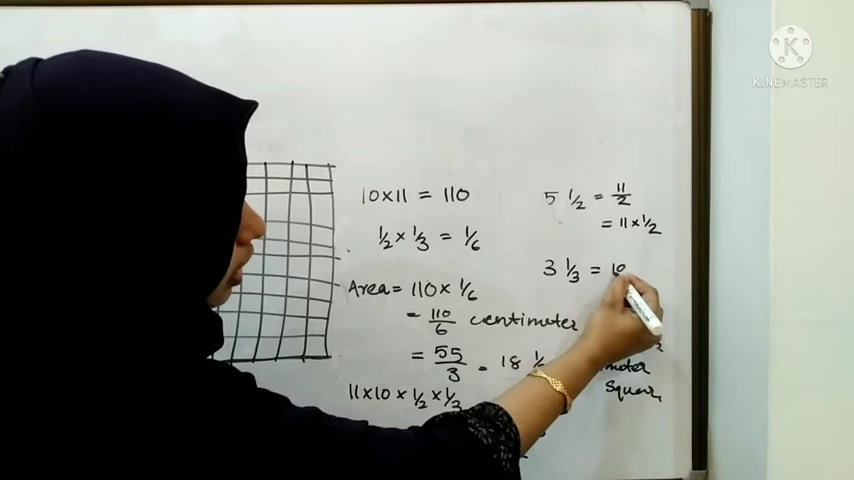 KINEMASTER
10×11 = 110
1/2 × 1/3 = 1/6
Area = 110 × 1/6
= 110/6 centimeter
= 55/3 = 18 1/
11×10 × 1/2 × 1/3
5 1/2 = 11/2
= 11 × 1/2
3 1/3 = 10
Square